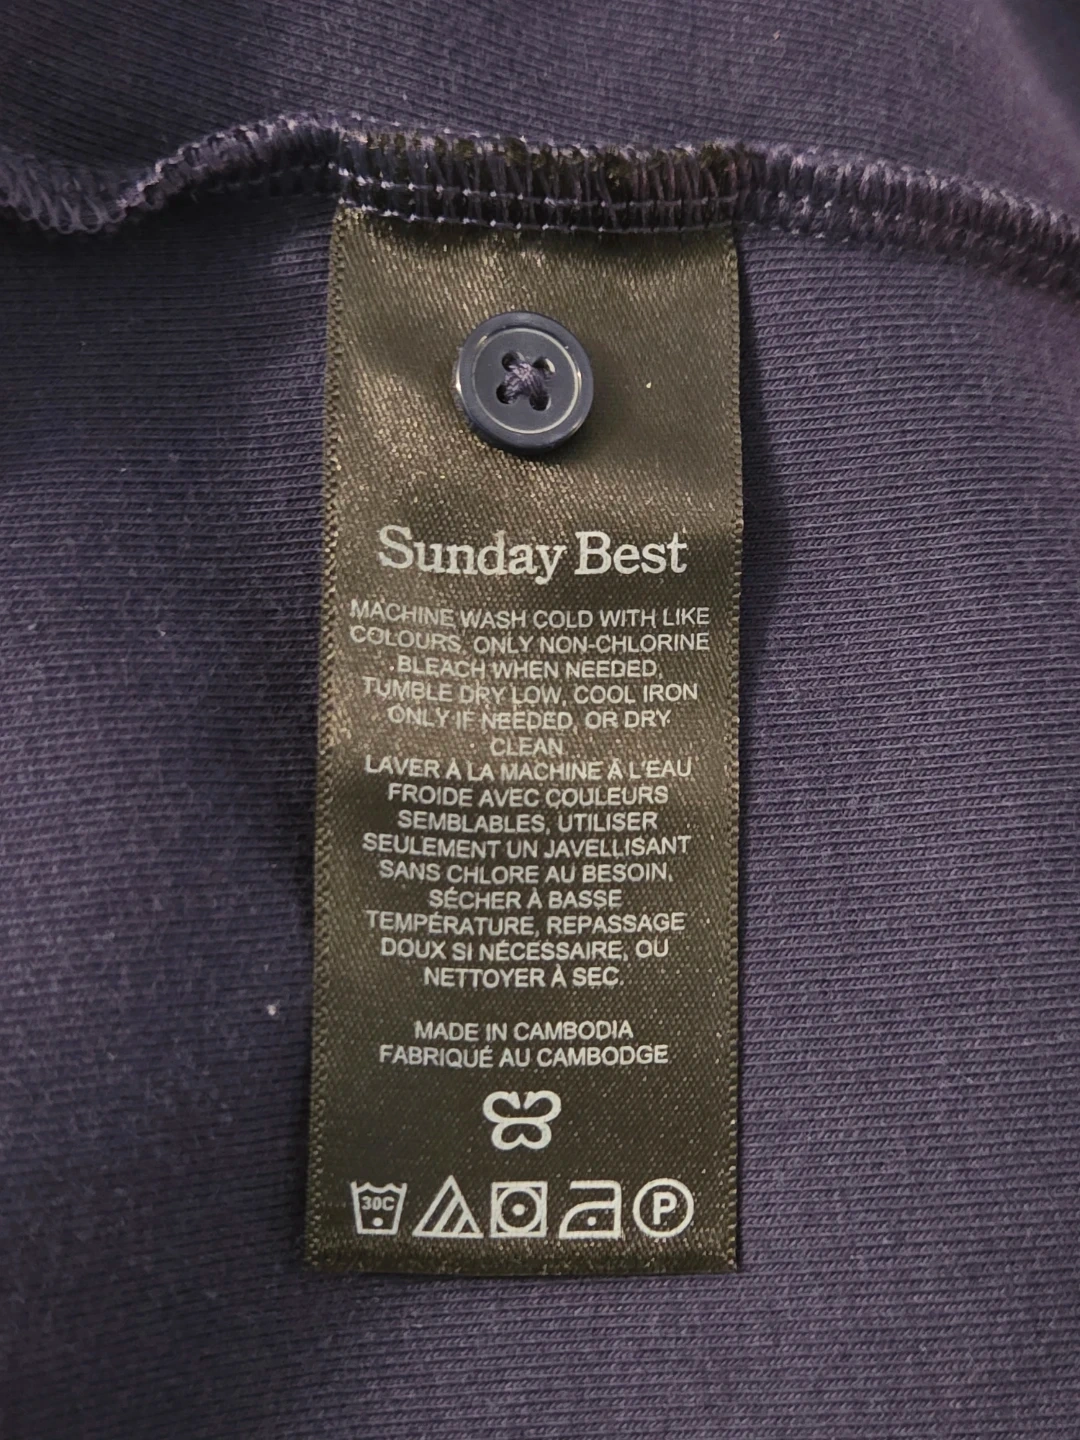 Sunday Best
MACHINE WASH COLD WITH LIKE
COLOURS, ONLY NON-CHLORINE
BLEACH WHEN NEEDED,
TUMBLE DRY LOW, COOL IRON
ONLY IF NEEDED, OR DRY
CLEAN
LAVER À LA MACHINE À L'EAU
FROIDE AVEC COULEURS
SEMBLABLES, UTILISER
SEULEMENT UN JAVELLISANT
SANS CHLORE AU BESOIN,
SÉCHER À BASSE
TEMPÉRATURE, REPASSAGE
DOUX SI NÉCESSAIRE, OU
NETTOYER À SEC.
MADE IN CAMBODIA
FABRIQUÉ AU CAMBODGE
30C P